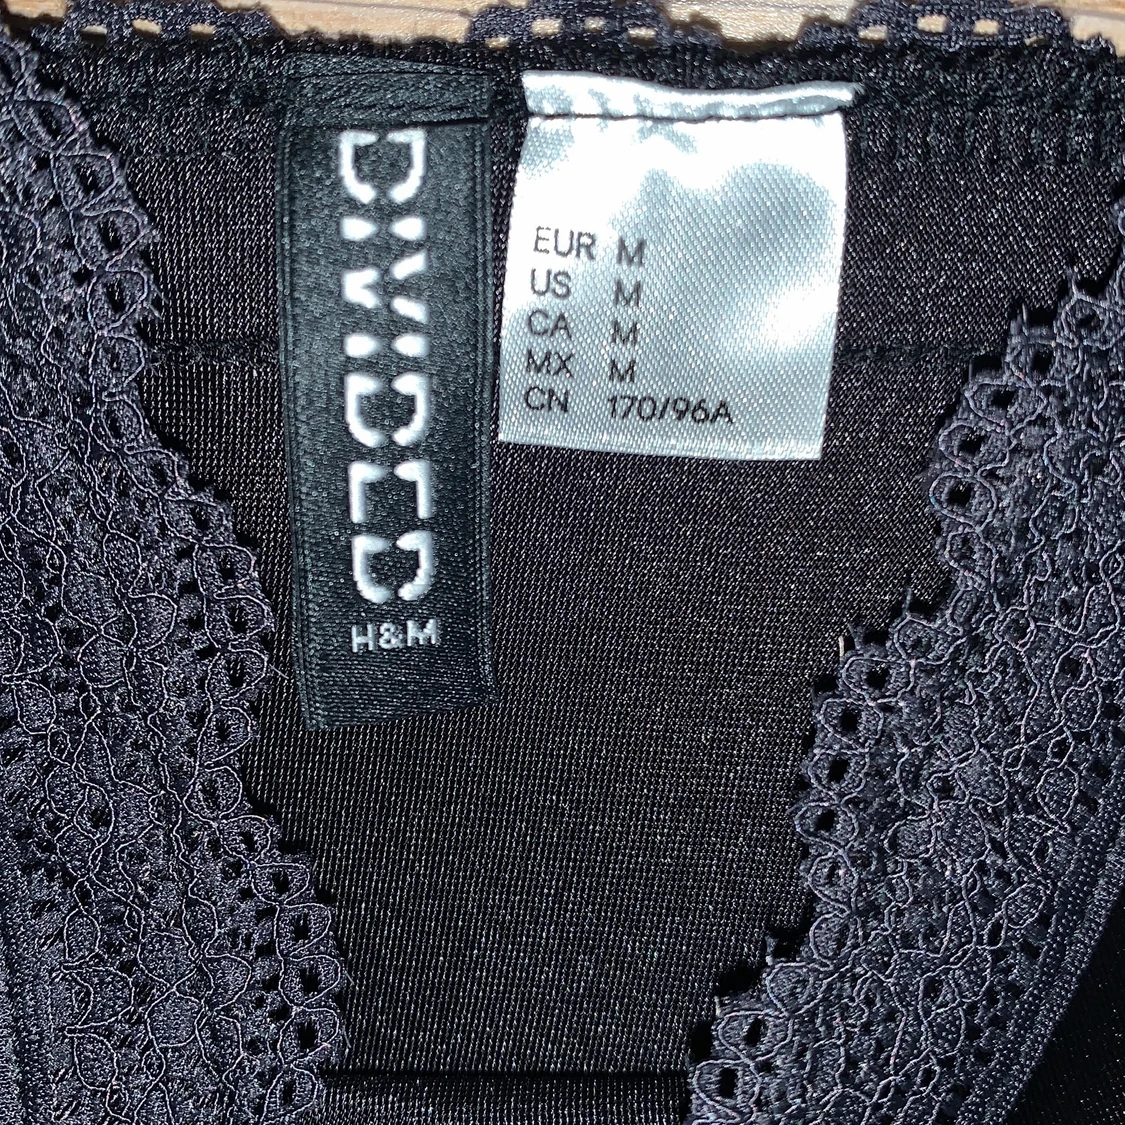 DIVIDED
H&M
EUR M
US M
CA M
MX M
CN 170/96A